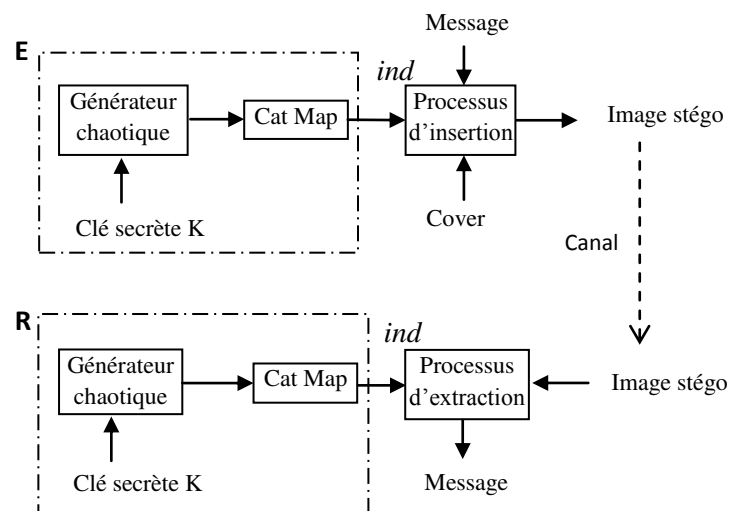 Message
E
ind
Générateur
chaotique
Cat Map
Processus
d'insertion
Image stégo
Clé secrète K
Cover
Canal
R
ind
Générateur
chaotique
Cat Map
Processus
d'extraction
Image stégo
Clé secrète K
Message